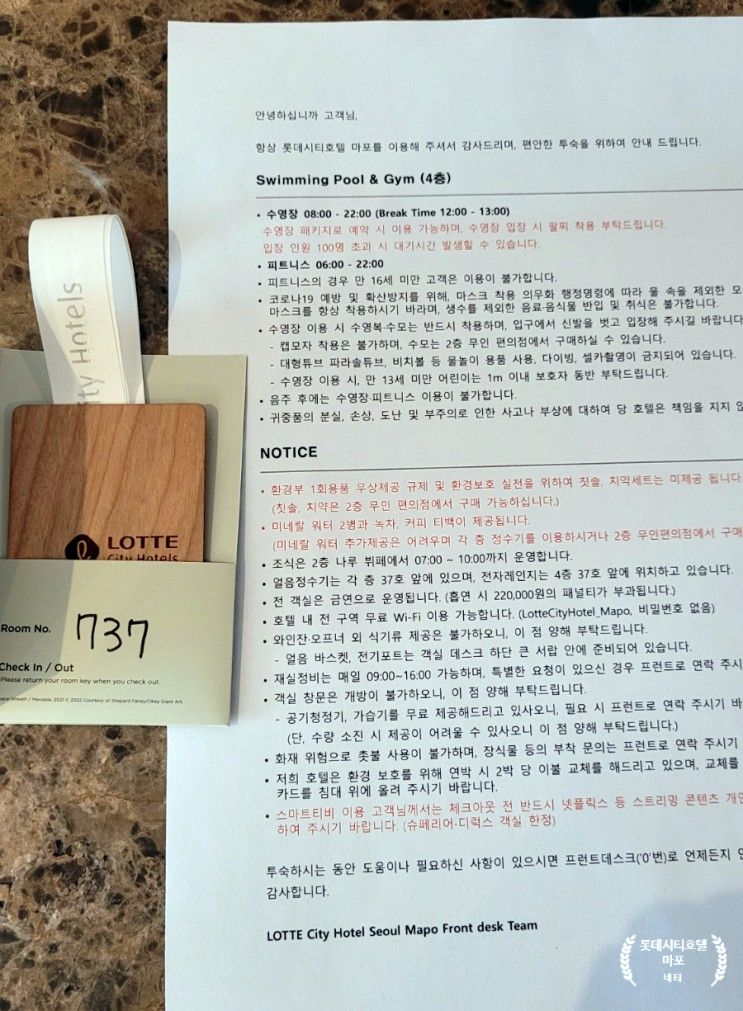 안녕하십니까 고객님,
항상 롯데시티호텔 마포를 이용해 주셔서 감사드리며, 편안한 투숙을 위하여 안내 드립니다.
Swimming Pool & Gym (4층)
• 수영장 08:00 - 22:00 (Break Time 12:00 - 13:00)
수영장 패키지로 예약 시 이용 가능하며, 수영장 입장 시 팔찌 착용 부탁드립니다.
입장 인원 100명 초과 시 대기시간 발생할 수 있습니다.
• 피트니스 06:00 - 22:00
• 피트니스의 경우 만 16세 미만 고객은 이용이 불가합니다.
• 코로나19 예방 및 확산방지를 위해, 마스크 착용 의무화 행정명령에 따라 물 속을 제외한 모
마스크를 항상 착용하시기 바라며, 생수를 제외한 음료·음식물 반입 및 취식은 불가합니다.
• 수영장 이용 시 수영복·수모는 반드시 착용하며, 입구에서 신발을 벗고 입장해 주시길 바랍니다
- 캡모자 착용은 불가하며, 수모는 2층 무인 편의점에서 구매하실 수 있습니다.
- 대형튜브 파라솔튜브, 비치볼 등 물놀이 용품 사용, 다이빙, 셀카촬영이 금지되어 있습니다.
- 수영장 이용 시, 만 13세 미만 어린이는 1m 이내 보호자 동반 부탁드립니다.
• 음주 후에는 수영장·피트니스 이용이 불가합니다.
• 귀중품의 분실, 손상, 도난 및 부주의로 인한 사고나 부상에 대하여 당 호텔은 책임을 지지 않
NOTICE
• 환경부 1회용품 무상제공 규제 및 환경보호 실천을 위하여 칫솔, 치약세트는 미제공 됩니다.
(칫솔, 치약은 2층 무인 편의점에서 구매 가능하십니다.)
• 미네랄 워터 2병과 녹차, 커피 티백이 제공됩니다.
(미네랄 워터 추가제공은 어려우며 각 층 정수기를 이용하시거나 2층 무인편의점에서 구매
• 조식은 2층 나루 뷔페에서 07:00 ~ 10:00까지 운영합니다.
• 얼음정수기는 각 층 37호 앞에 있으며, 전자레인지는 4층 37호 앞에 위치하고 있습니다.
• 전 객실은 금연으로 운영됩니다. (흡연 시 220,000원의 패널티가 부과됩니다.)
• 호텔 내 전 구역 무료 Wi-Fi 이용 가능합니다. (LotteCityHotel_Mapo, 비밀번호 없음)
• 와인잔·오프너 외 식기류 제공은 불가하오니, 이 점 양해 부탁드립니다.
- 얼음 바스켓, 전기포트는 객실 데스크 하단 큰 서랍 안에 준비되어 있습니다.
• 재실정비는 매일 09:00~16:00 가능하며, 특별한 요청이 있으신 경우 프런트로 연락 주시
• 객실 창문은 개방이 불가하오니, 이 점 양해 부탁드립니다.
- 공기청정기, 가습기를 무료 제공해드리고 있사오니, 필요 시 프런트로 연락 주시기 바
(단, 수량 소진 시 제공이 어려울 수 있사오니 이 점 양해 부탁드립니다.)
• 화재 위험으로 촛불 사용이 불가하며, 장식물 등의 부착 문의는 프런트로 연락 주시기
• 저희 호텔은 환경 보호를 위해 연박 시 2박 당 이불 교체를 해드리고 있으며, 교체를
카드를 침대 위에 올려 주시기 바랍니다.
• 스마트티비 이용 고객님께서는 체크아웃 전 반드시 넷플릭스 등 스트리밍 콘텐츠 개인
하여 주시기 바랍니다. (슈페리어-디럭스 객실 한정)
투숙하시는 동안 도움이나 필요하신 사항이 있으시면 프런트데스크('0'번)로 언제든지 연
감사합니다.
LOTTE City Hotel Seoul Mapo Front desk Team
City Hotels
LOTTE
City Hotels
Room No. 737
Check In / Out
Please return your room key when you check out.
롯데시티호텔
마포
네티